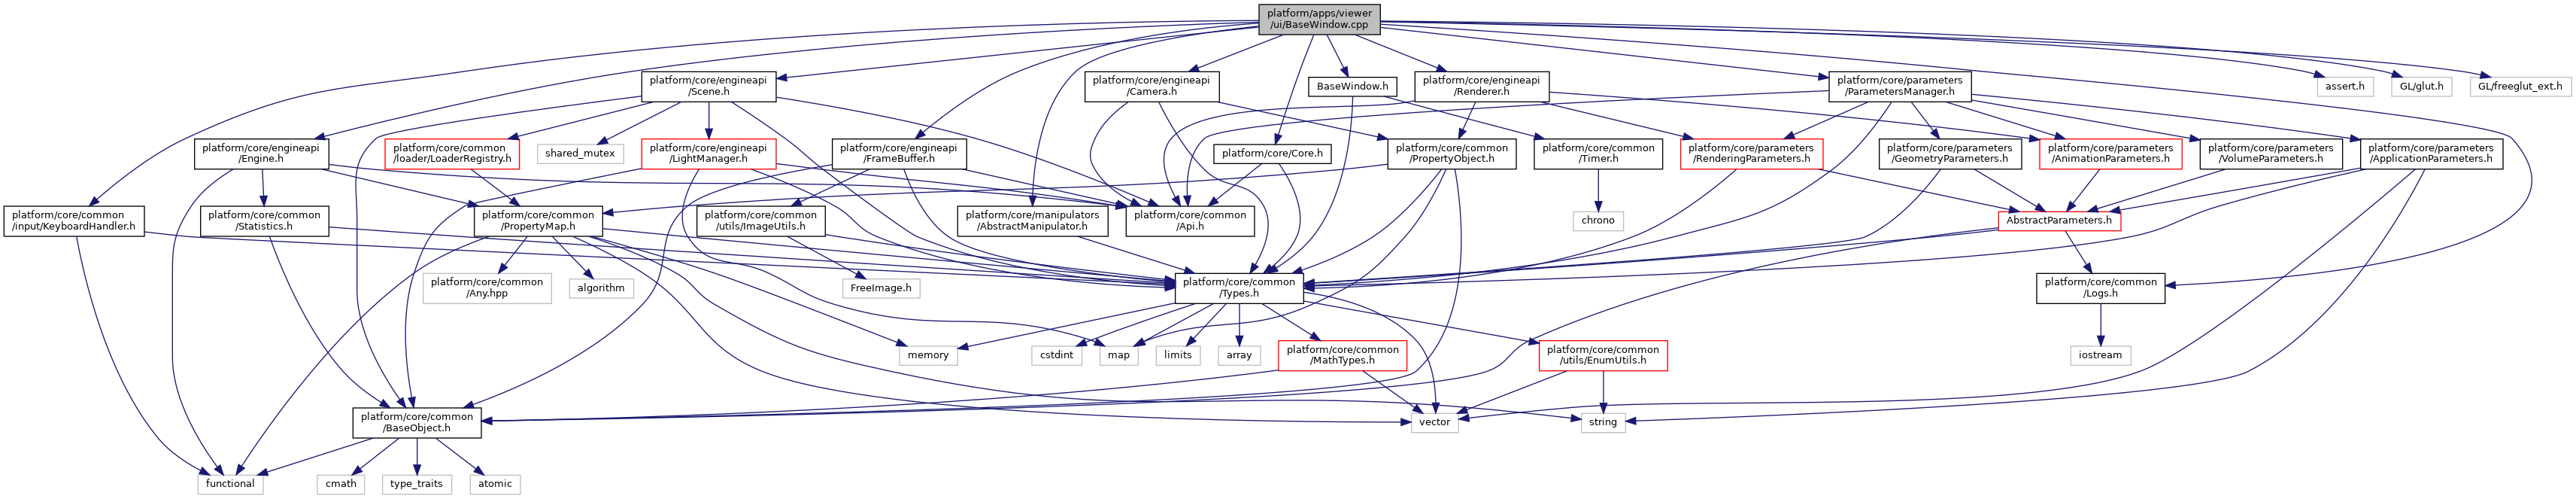 platform/apps/viewer
/ui/BaseWindow.cpp
platform/core/engineapi
/Scene.h
platform/core/engineapi
/Camera.h
BaseWindow.h
platform/core/engineapi
/Renderer.h
platform/core/parameters
/ParametersManager.h
assert.h
GL/glut.h
GL/freeglut_ext.h
platform/core/engineapi
/Engine.h
platform/core/common
/loader/LoaderRegistry.h
shared_mutex
platform/core/engineapi
/LightManager.h
platform/core/engineapi
/FrameBuffer.h
platform/core/Core.h
platform/core/common
/PropertyObject.h
platform/core/common
/Timer.h
platform/core/parameters
/RenderingParameters.h
platform/core/parameters
/GeometryParameters.h
platform/core/parameters
/AnimationParameters.h
platform/core/parameters
/VolumeParameters.h
platform/core/parameters
/ApplicationParameters.h
platform/core/common
/input/KeyboardHandler.h
platform/core/common
/Statistics.h
platform/core/common
/PropertyMap.h
platform/core/common
/utils/ImageUtils.h
platform/core/manipulators
/AbstractManipulator.h
platform/core/common
/Api.h
chrono
AbstractParameters.h
platform/core/common
/Any.hpp
algorithm
FreeImage.h
platform/core/common
/Types.h
platform/core/common
/Logs.h
memory
cstdint
map
limits
array
platform/core/common
/MathTypes.h
platform/core/common
/utils/EnumUtils.h
iostream
platform/core/common
/BaseObject.h
vector
string
functional
cmath
type_traits
atomic